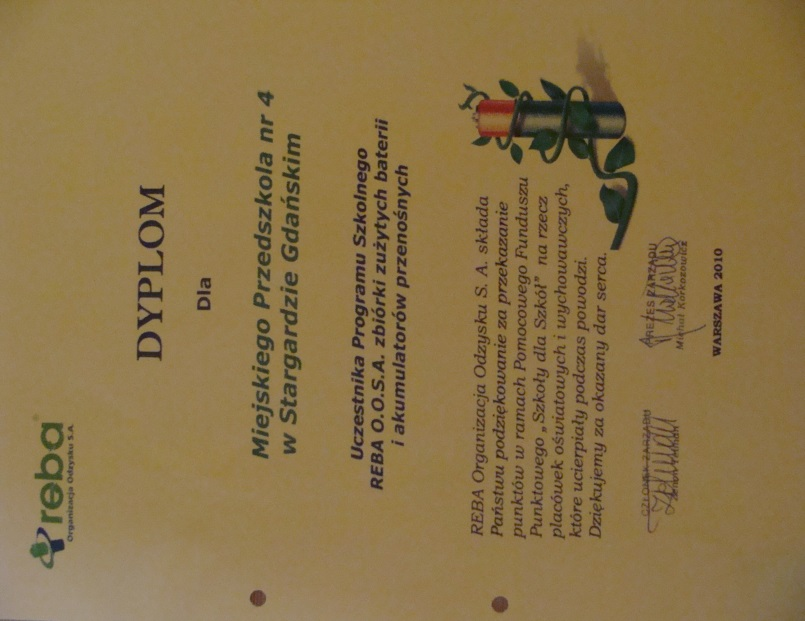 reba®
Organizacja Odzysku S.A.
DYPLOM
Dla
Miejskiego Przedszkola nr 4
w Stargardzie Gdańskim
Uczestnika Programu Szkolnego
REBA O.O.S.A. zbiórki zużytych baterii
i akumulatorów przenośnych
REBA Organizacja Odzysku S. A. składa
Państwu podziękowanie za przekazanie
punktów w ramach Pomocowego Funduszu
Punktowego „Szkoły dla Szkół” na rzecz
placówek oświatowych i wychowawczych,
które ucierpiały podczas powodzi.
Dziękujemy za okazany dar serca.
CZŁONEK ZARZĄDU
PREZES ZARZĄDU
Michał Korkozowicz
WARSZAWA 2010